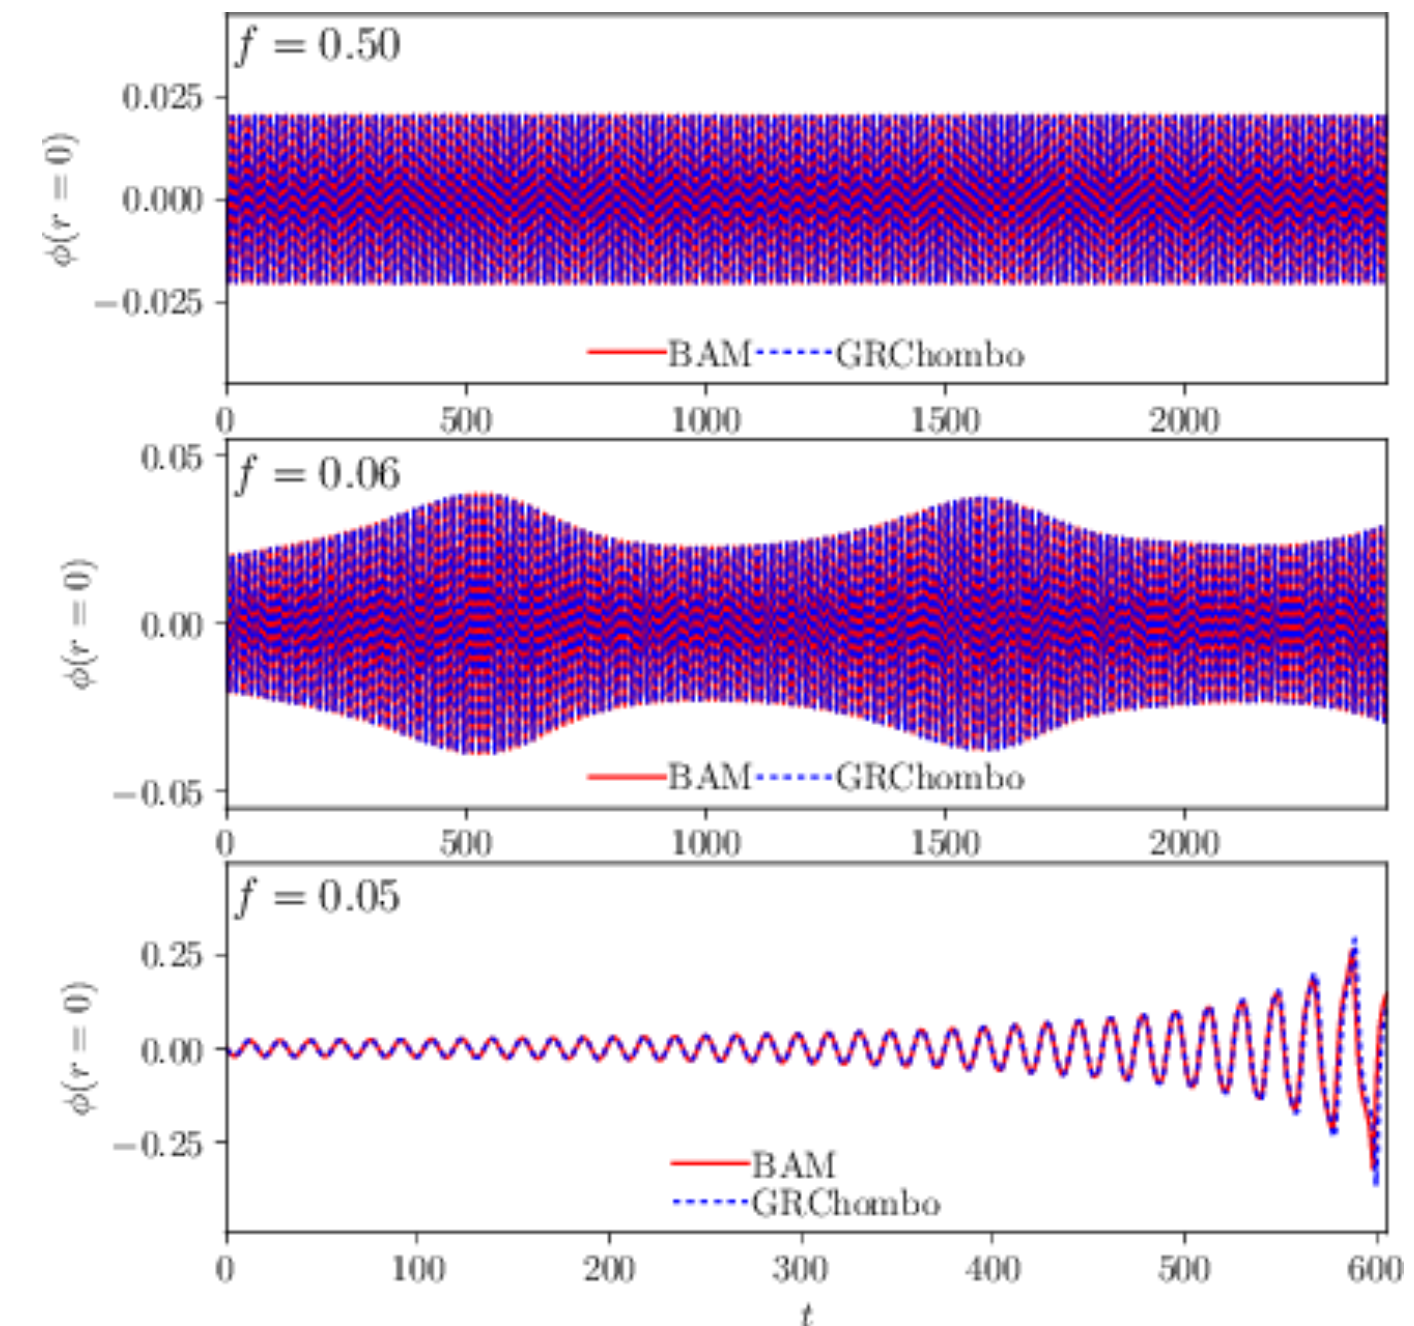 f = 0.50
0.025
0.000
−0.025
ϕ(r = 0)
BAM GRChombo
0 500 1000 1500 2000
f = 0.06
0.05
0.00
−0.05
ϕ(r = 0)
BAM GRChombo
0 500 1000 1500 2000
f = 0.05
0.25
0.00
−0.25
ϕ(r = 0)
BAM
GRChombo
0 100 200 300 400 500 600
t